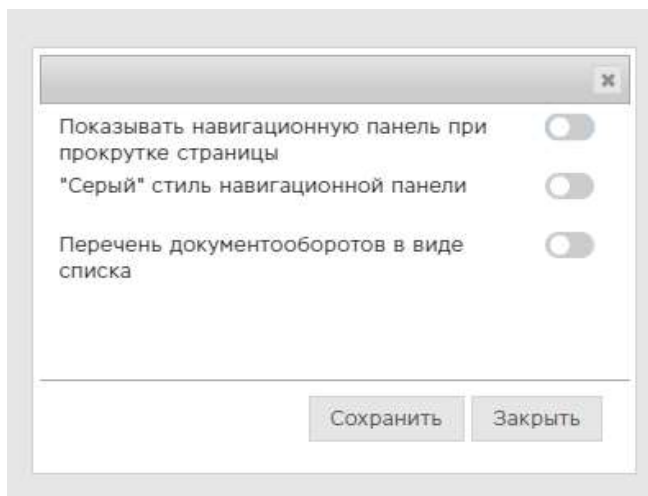 Показывать навигационную панель при
прокрутке страницы
"Серый" стиль навигационной панели
Перечень документооборотов в виде
списка
Сохранить Закрыть